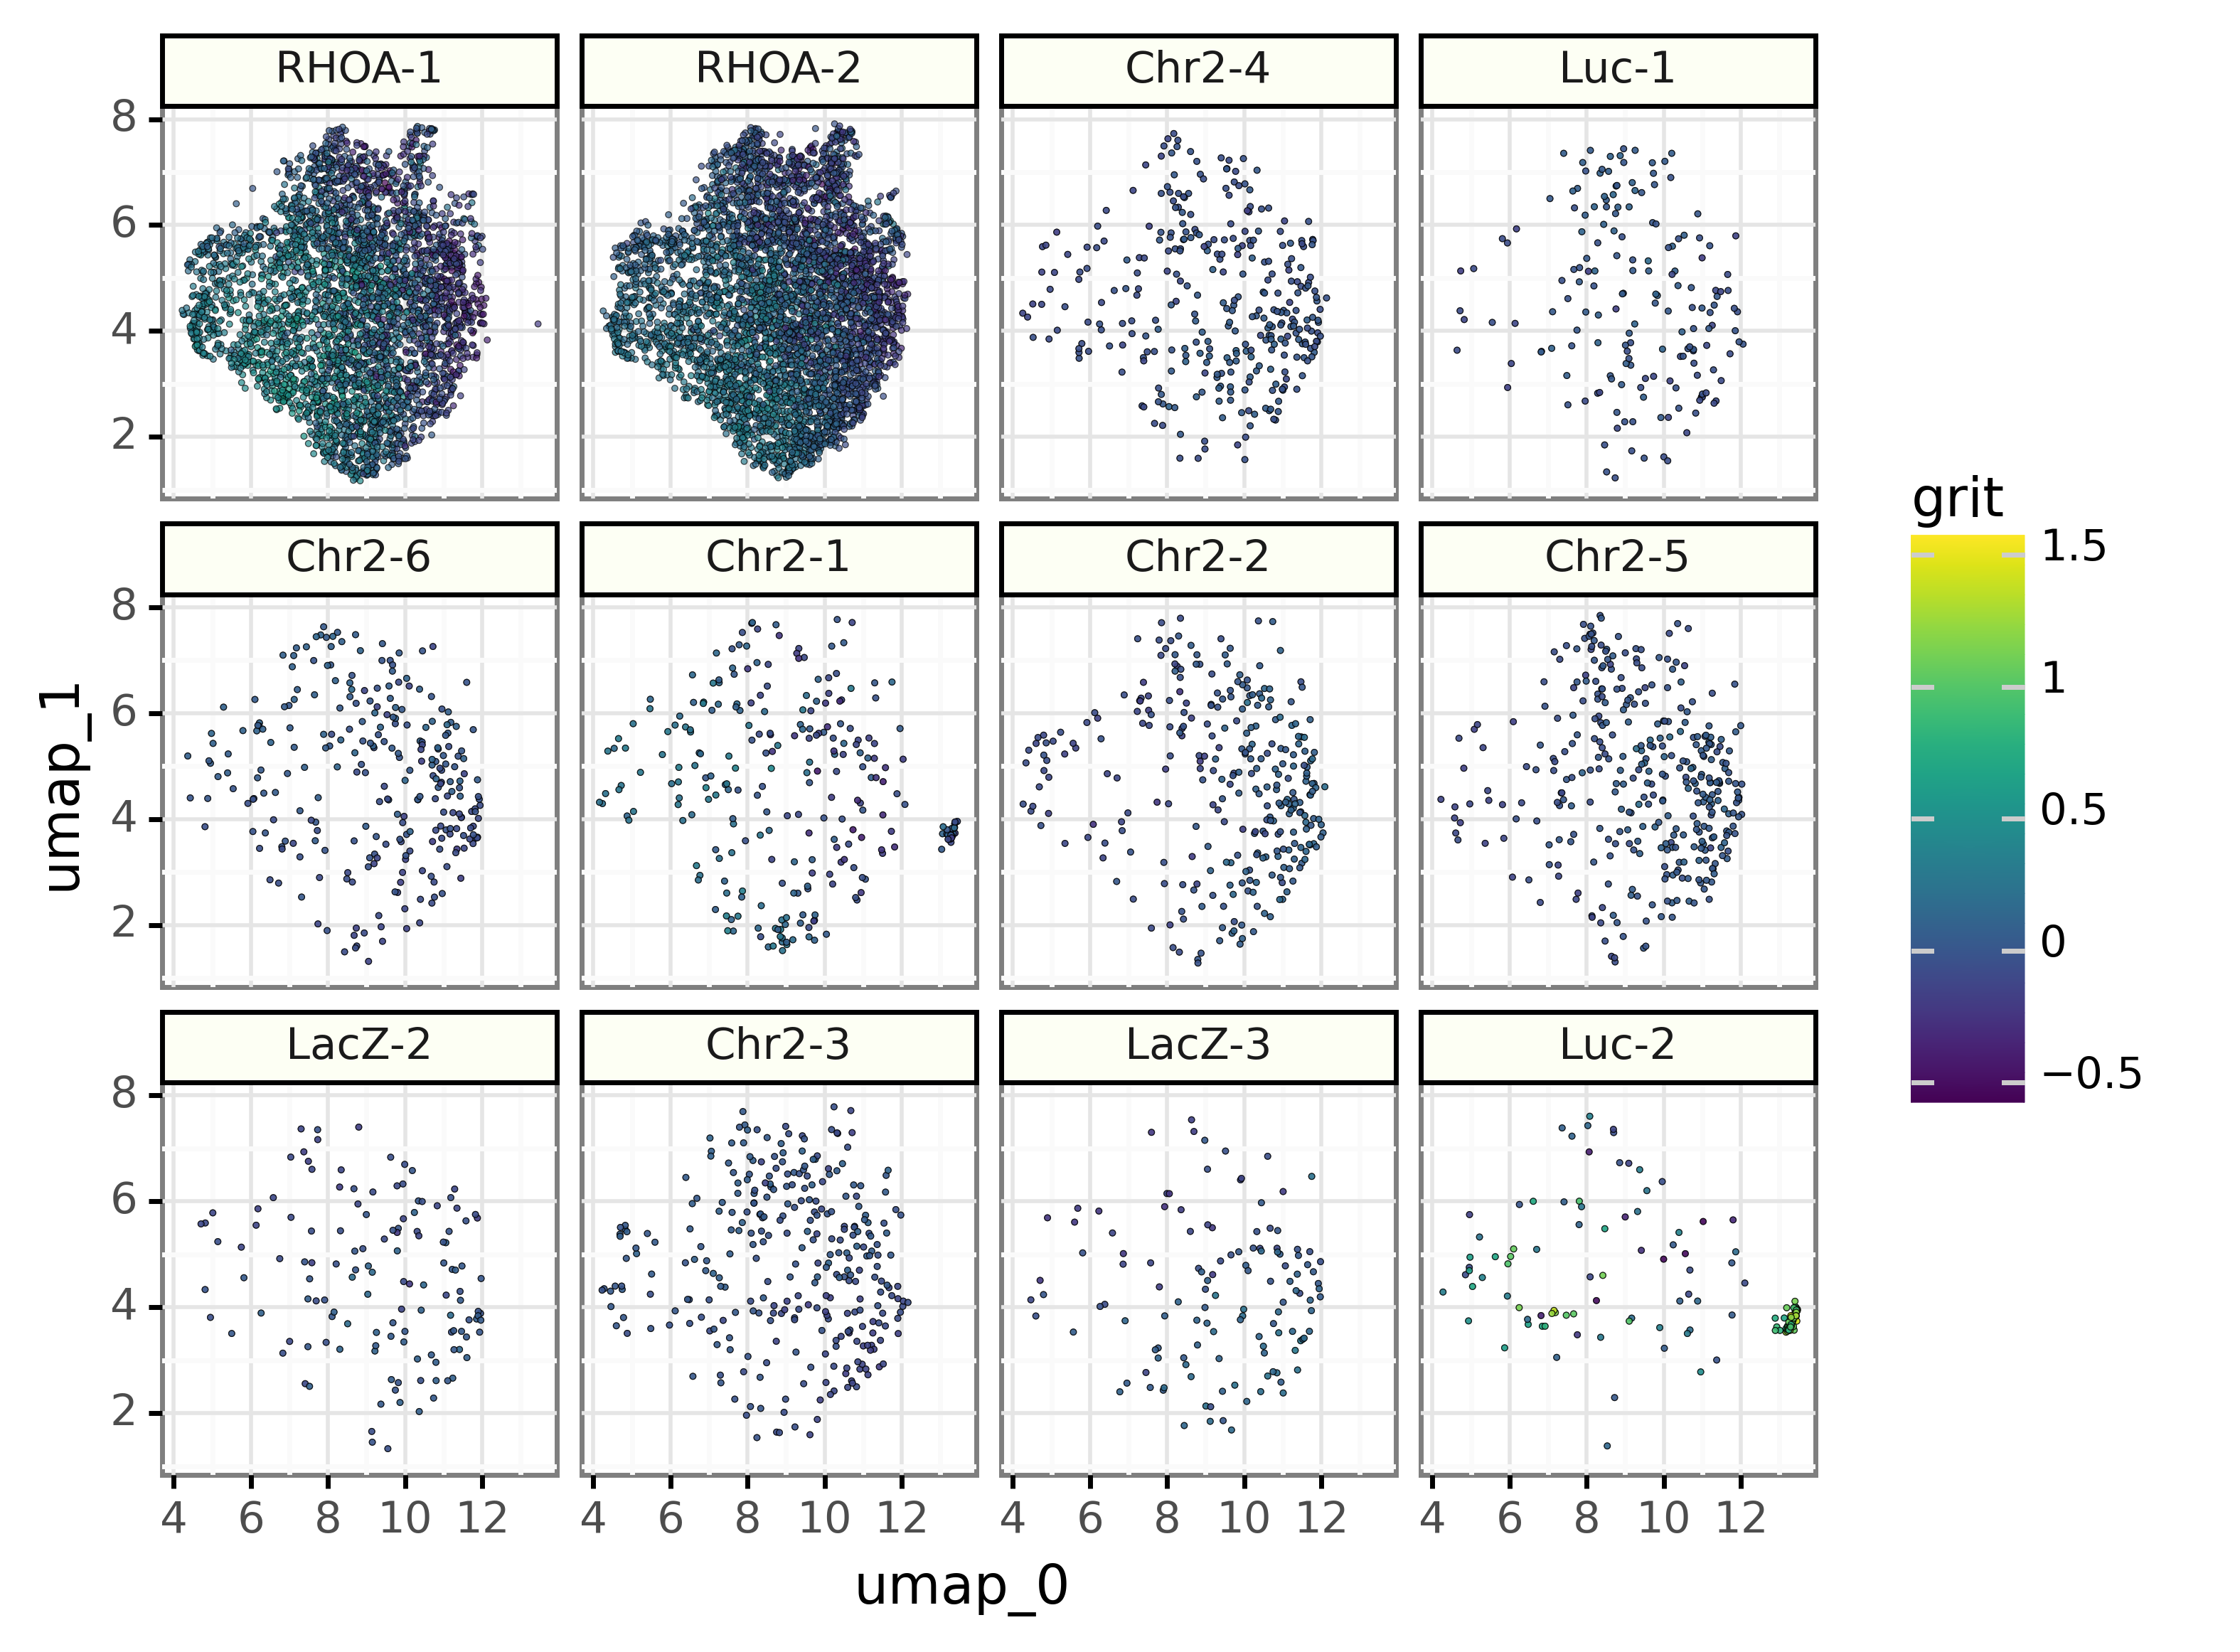 RHOA-1 RHOA-2 Chr2-4 Luc-1
8
6
4
2
Chr2-6 Chr2-1 Chr2-2 Chr2-5
8
6
4
2
LacZ-2 Chr2-3 LacZ-3 Luc-2
8
6
4
2
4 6 8 10 12 4 6 8 10 12 4 6 8 10 12 4 6 8 10 12
umap_0
umap_1
grit
1.5
1
0.5
0
−0.5